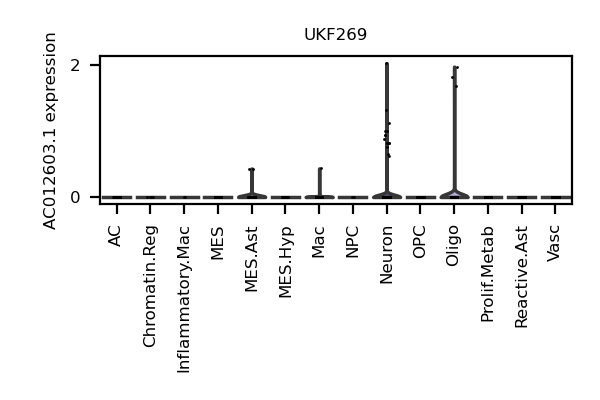 UKF269
AC012603.1 expression
2
0
AC
Chromatin.Reg
Inflammatory.Mac
MES
MES.Ast
MES.Hyp
Mac
NPC
Neuron
OPC
Oligo
Prolif.Metab
Reactive.Ast
Vasc